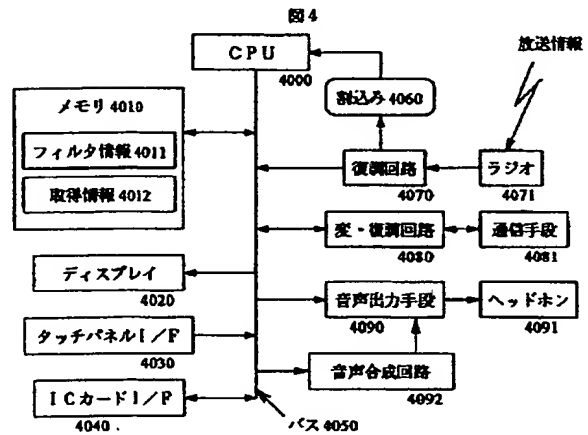 図4
放送情報
CPU
4000
メモリ 4010
フィルタ情報 4011
取得情報 4012
割込み 4060
復調回路
4070
ラジオ
4071
変・復調回路
4080
通信手段
4081
ディスプレイ
4020
音声出力手段
4090
ヘッドホン
4091
タッチパネルI/F
4030
音声合成回路
4092
ICカードI/F
4040
バス 4050